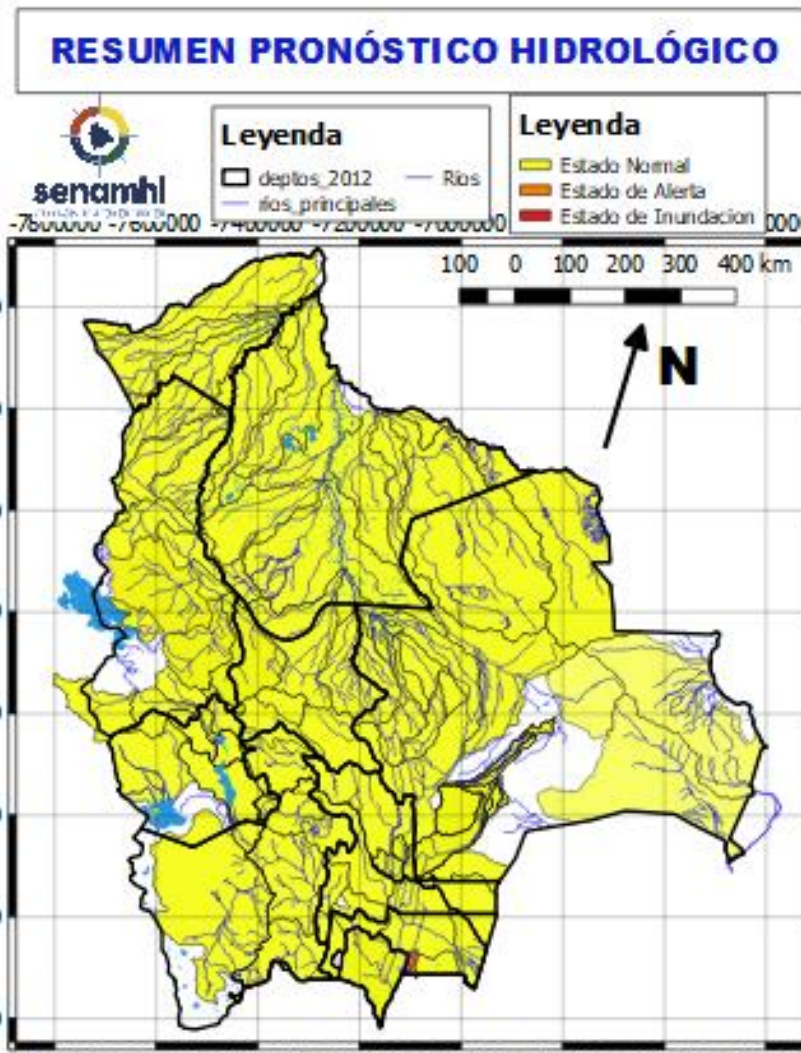 RESUMEN PRONÓSTICO HIDROLÓGICO
senamhi
Leyenda
deptos_2012
Rios
rios_principales
Leyenda
Estado Normal
Estado de Alerta
Estado de Inundacion
-7800000 -7600000 -7400000 -7200000 -7000000
100 0 100 200 300 400 km
N